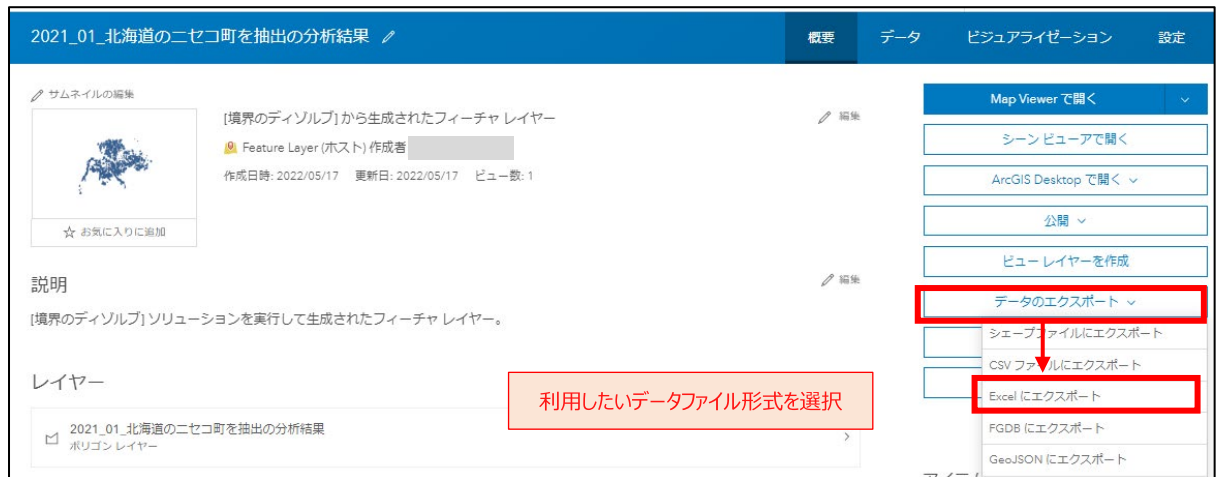 2021_01_北海道のニセコ町を抽出の分析結果
概要
データ
ビジュアライゼーション
設定
サムネイルの編集
[境界のディゾルブ] から生成されたフィーチャ レイヤー
編集
Feature Layer (ホスト) 作成者
作成日時: 2022/05/17 更新日: 2022/05/17 ビュー数: 1
お気に入りに追加
説明
編集
[境界のディゾルブ] ソリューションを実行して生成されたフィーチャ レイヤー。
レイヤー
2021_01_北海道のニセコ町を抽出の分析結果
ポリゴン レイヤー
利用したいデータファイル形式を選択
Map Viewer で開く
シーン ビューアで開く
ArcGIS Desktop で開く
公開
ビュー レイヤーを作成
データのエクスポート
シェープファイルにエクスポート
CSV ファイルにエクスポート
Excel にエクスポート
FGDB にエクスポート
GeoJSON にエクスポート